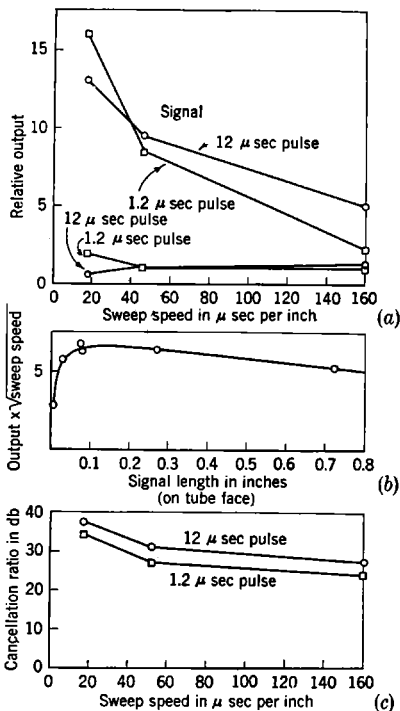 15
10
5
0
Relative output
Signal
12 μ sec pulse
1.2 μ sec pulse
12 μ sec pulse
1.2 μ sec pulse
0 20 40 60 80 100 120 140 160
Sweep speed in μ sec per inch
(a)
Output x √sweep speed
5
0.1 0.2 0.3 0.4 0.5 0.6 0.7 0.8
Signal length in inches
(on tube face)
(b)
Cancellation ratio in db
40
30
20
10
0
12 μ sec pulse
1.2 μ sec pulse
0 20 40 60 80 100 120 140 160
Sweep speed in μ sec per inch
(c)